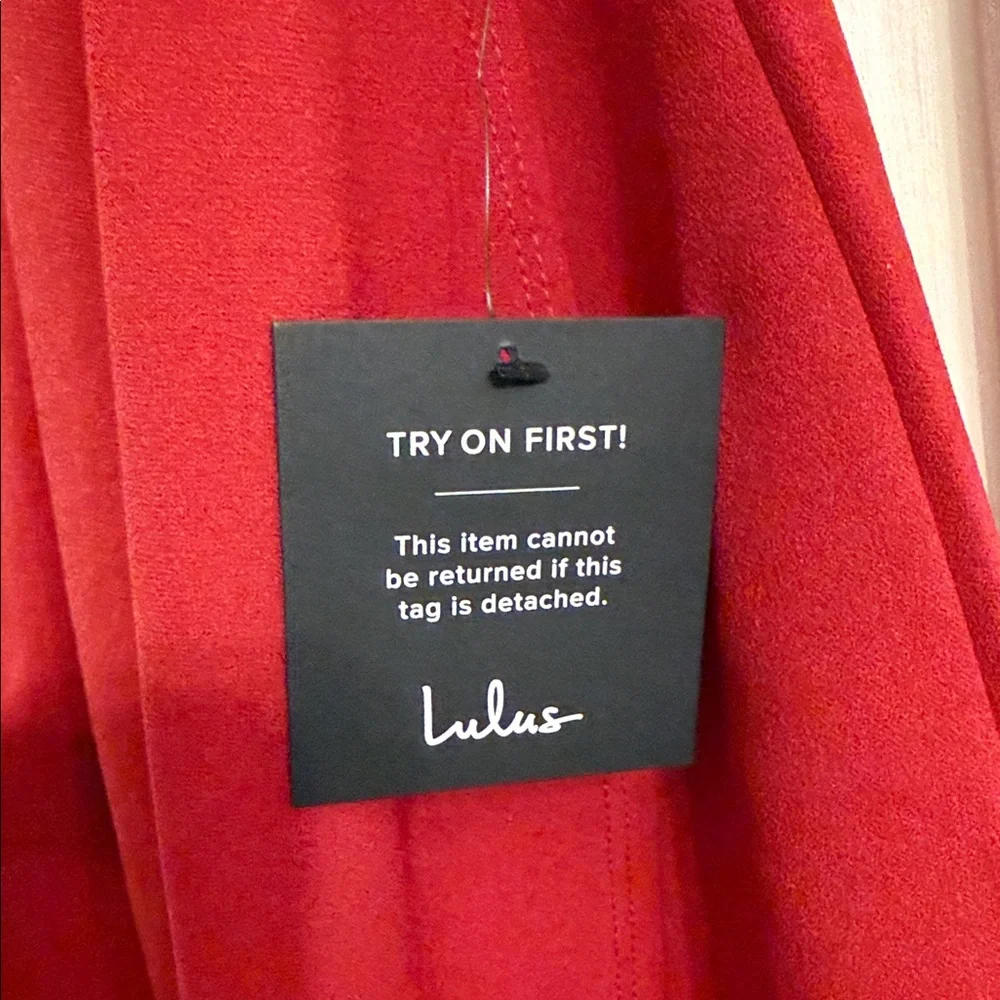 TRY ON FIRST!
This item cannot
be returned if this
tag is detached.
Lulus